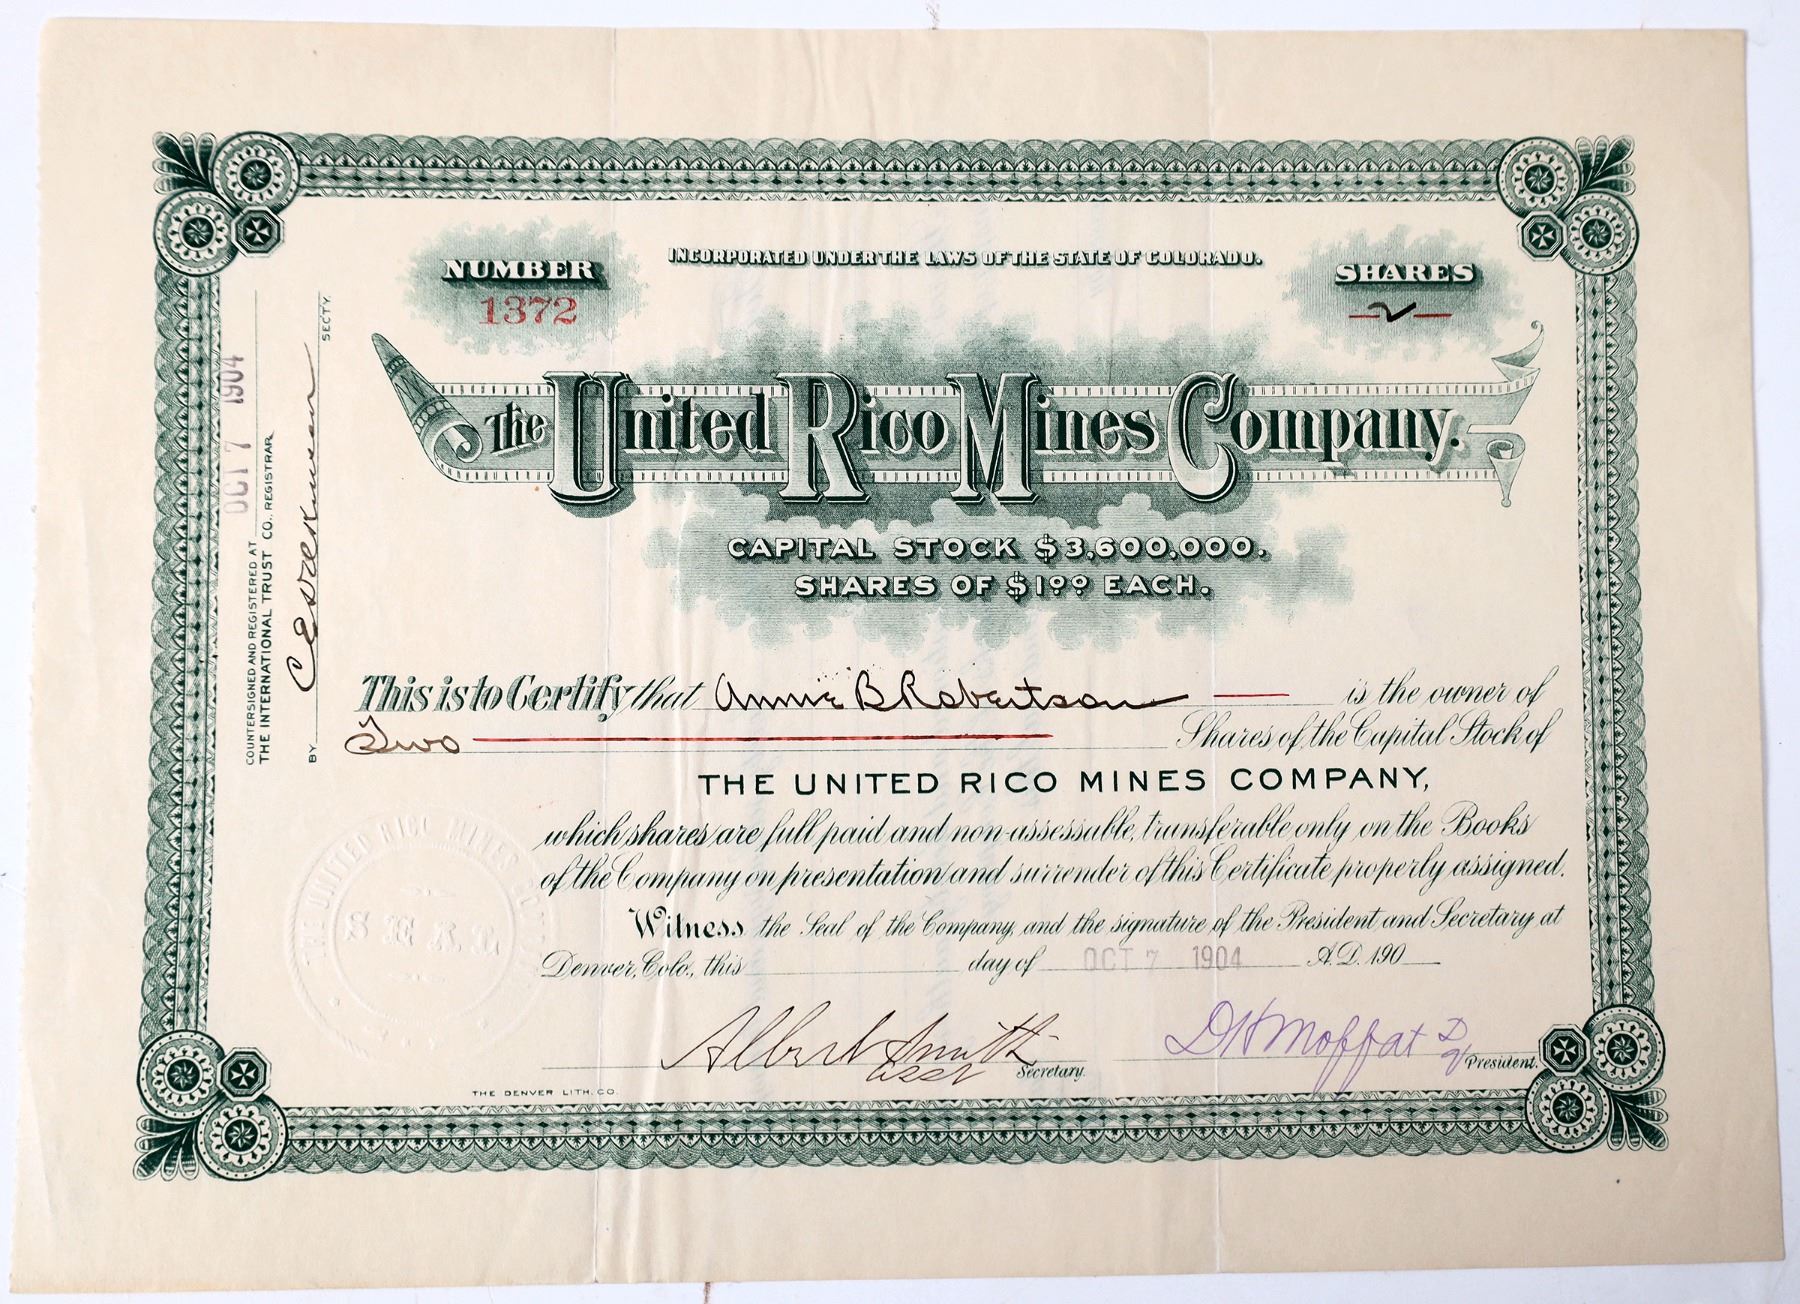 INCORPORATED UNDER THE LAWS OF THE STATE OF COLORADO.
NUMBER
1372
SHARES
2
The United Rico Mines Company.
CAPITAL STOCK $3,600,000.
SHARES OF $1.00 EACH.
This is to Certify that Annie B Robertson is the owner of
Two Shares of the Capital Stock of
THE UNITED RICO MINES COMPANY,
which shares are full paid and non-assessable, transferable only on the Books
of the Company on presentation and surrender of this Certificate properly assigned.
Witness the Seal of the Company, and the signature of the President and Secretary at
Denver, Colo., this day of OCT 7 1904 A.D. 190
Albert Smith
asst Secretary.
D H Moffat
President.
THE DENVER LITH. CO.
OCT 7 1904
COUNTERSIGNED AND REGISTERED AT
THE INTERNATIONAL TRUST CO. REGISTRAR
BY SECTY.
THE UNITED RICO MINES
SEAL